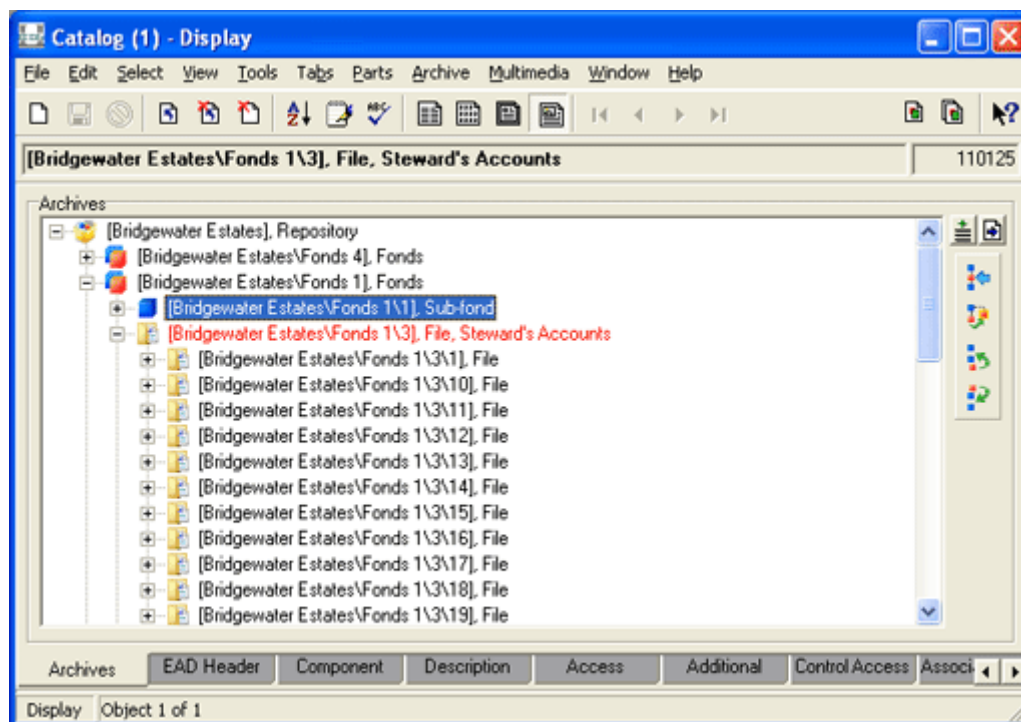 Catalog (1) - Display
File Edit Select View Tools Tabs Parts Archive Multimedia Window Help
[Bridgewater Estates\Fonds 1\3], File, Steward's Accounts 110125
Archives
[Bridgewater Estates], Repository
[Bridgewater Estates\Fonds 4], Fonds
[Bridgewater Estates\Fonds 1], Fonds
[Bridgewater Estates\Fonds 1\1], Sub-fond
[Bridgewater Estates\Fonds 1\3], File, Steward's Accounts
[Bridgewater Estates\Fonds 1\3\1], File
[Bridgewater Estates\Fonds 1\3\10], File
[Bridgewater Estates\Fonds 1\3\11], File
[Bridgewater Estates\Fonds 1\3\12], File
[Bridgewater Estates\Fonds 1\3\13], File
[Bridgewater Estates\Fonds 1\3\14], File
[Bridgewater Estates\Fonds 1\3\15], File
[Bridgewater Estates\Fonds 1\3\16], File
[Bridgewater Estates\Fonds 1\3\17], File
[Bridgewater Estates\Fonds 1\3\18], File
[Bridgewater Estates\Fonds 1\3\19], File
Archives EAD Header Component Description Access Additional Control Access Associ
Display Object 1 of 1